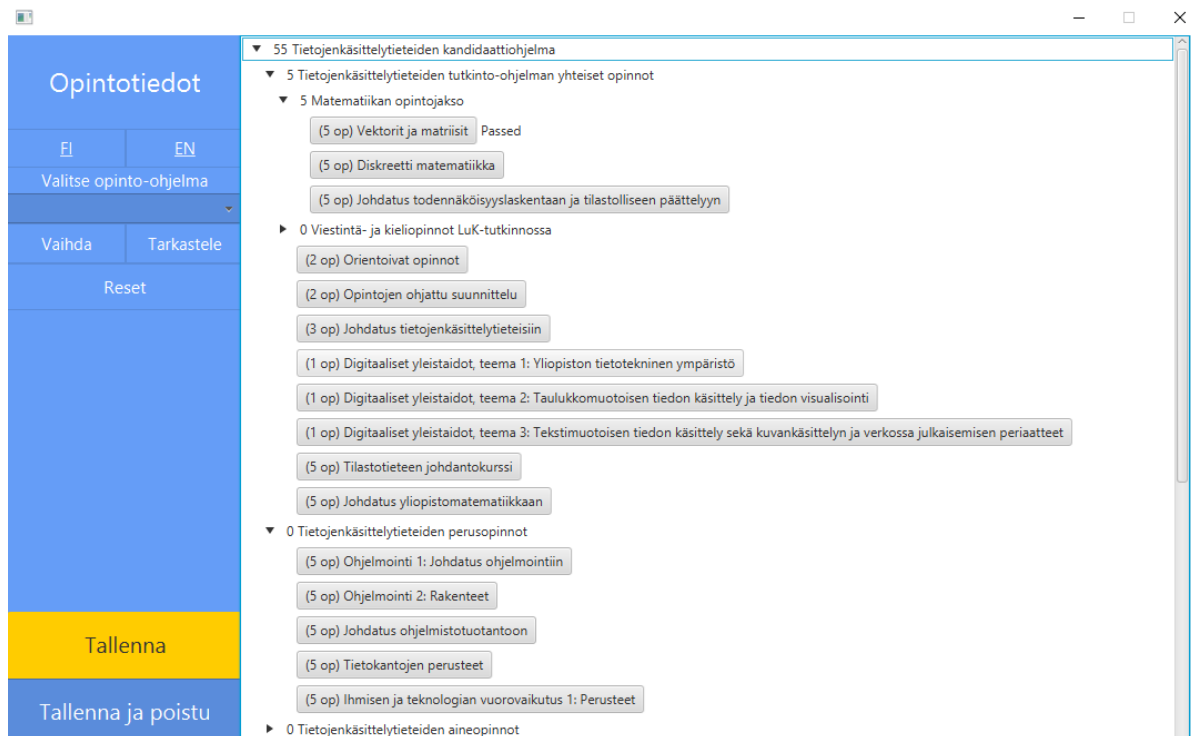 Opintotiedot
FI
EN
Valitse opinto-ohjelma
Vaihda
Tarkastele
Reset
Tallenna
Tallenna ja poistu
55 Tietojenkäsittelytieteiden kandidaattiohjelma
5 Tietojenkäsittelytieteiden tutkinto-ohjelman yhteiset opinnot
5 Matematiikan opintojakso
(5 op) Vektorit ja matriisit Passed
(5 op) Diskreetti matematiikka
(5 op) Johdatus todennäköisyyslaskentaan ja tilastolliseen päättelyyn
0 Viestintä- ja kieliopinnot LuK-tutkinnossa
(2 op) Orientoivat opinnot
(2 op) Opintojen ohjattu suunnittelu
(3 op) Johdatus tietojenkäsittelytieteisiin
(1 op) Digitaaliset yleistaidot, teema 1: Yliopiston tietotekninen ympäristö
(1 op) Digitaaliset yleistaidot, teema 2: Taulukkomuotoisen tiedon käsittely ja tiedon visualisointi
(1 op) Digitaaliset yleistaidot, teema 3: Tekstimuotoisen tiedon käsittely sekä kuvankäsittelyn ja verkossa julkaisemisen periaatteet
(5 op) Tilastotieteen johdantokurssi
(5 op) Johdatus yliopistomatematiikkaan
0 Tietojenkäsittelytieteiden perusopinnot
(5 op) Ohjelmointi 1: Johdatus ohjelmointiin
(5 op) Ohjelmointi 2: Rakenteet
(5 op) Johdatus ohjelmistotuotantoon
(5 op) Tietokantojen perusteet
(5 op) Ihmisen ja teknologian vuorovaikutus 1: Perusteet
0 Tietojenkäsittelytieteiden aineopinnot